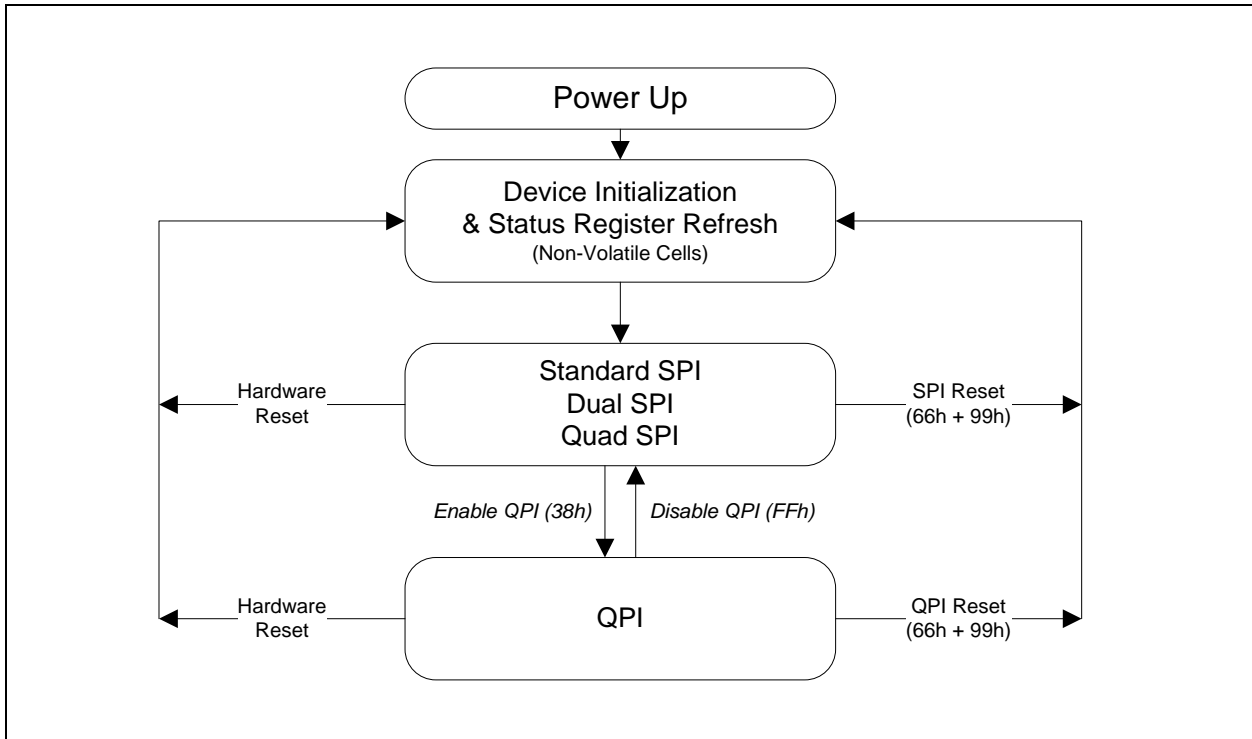 Power Up
Device Initialization
& Status Register Refresh
(Non-Volatile Cells)
Standard SPI
Dual SPI
Quad SPI
Hardware
Reset
SPI Reset
(66h + 99h)
Enable QPI (38h)
Disable QPI (FFh)
Hardware
Reset
QPI
QPI Reset
(66h + 99h)